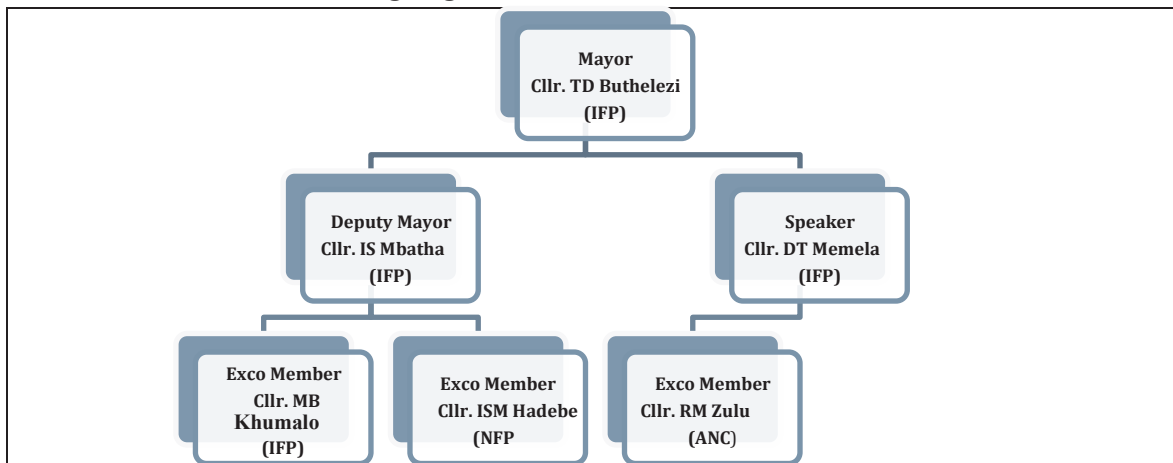 Mayor
Cllr. TD Buthelezi
(IFP)
Deputy Mayor
Cllr. IS Mbatha
(IFP)
Speaker
Cllr. DT Memela
(IFP)
Exco Member
Cllr. MB
Khumalo
(IFP)
Exco Member
Cllr. ISM Hadebe
(NFP
Exco Member
Cllr. RM Zulu
(ANC)